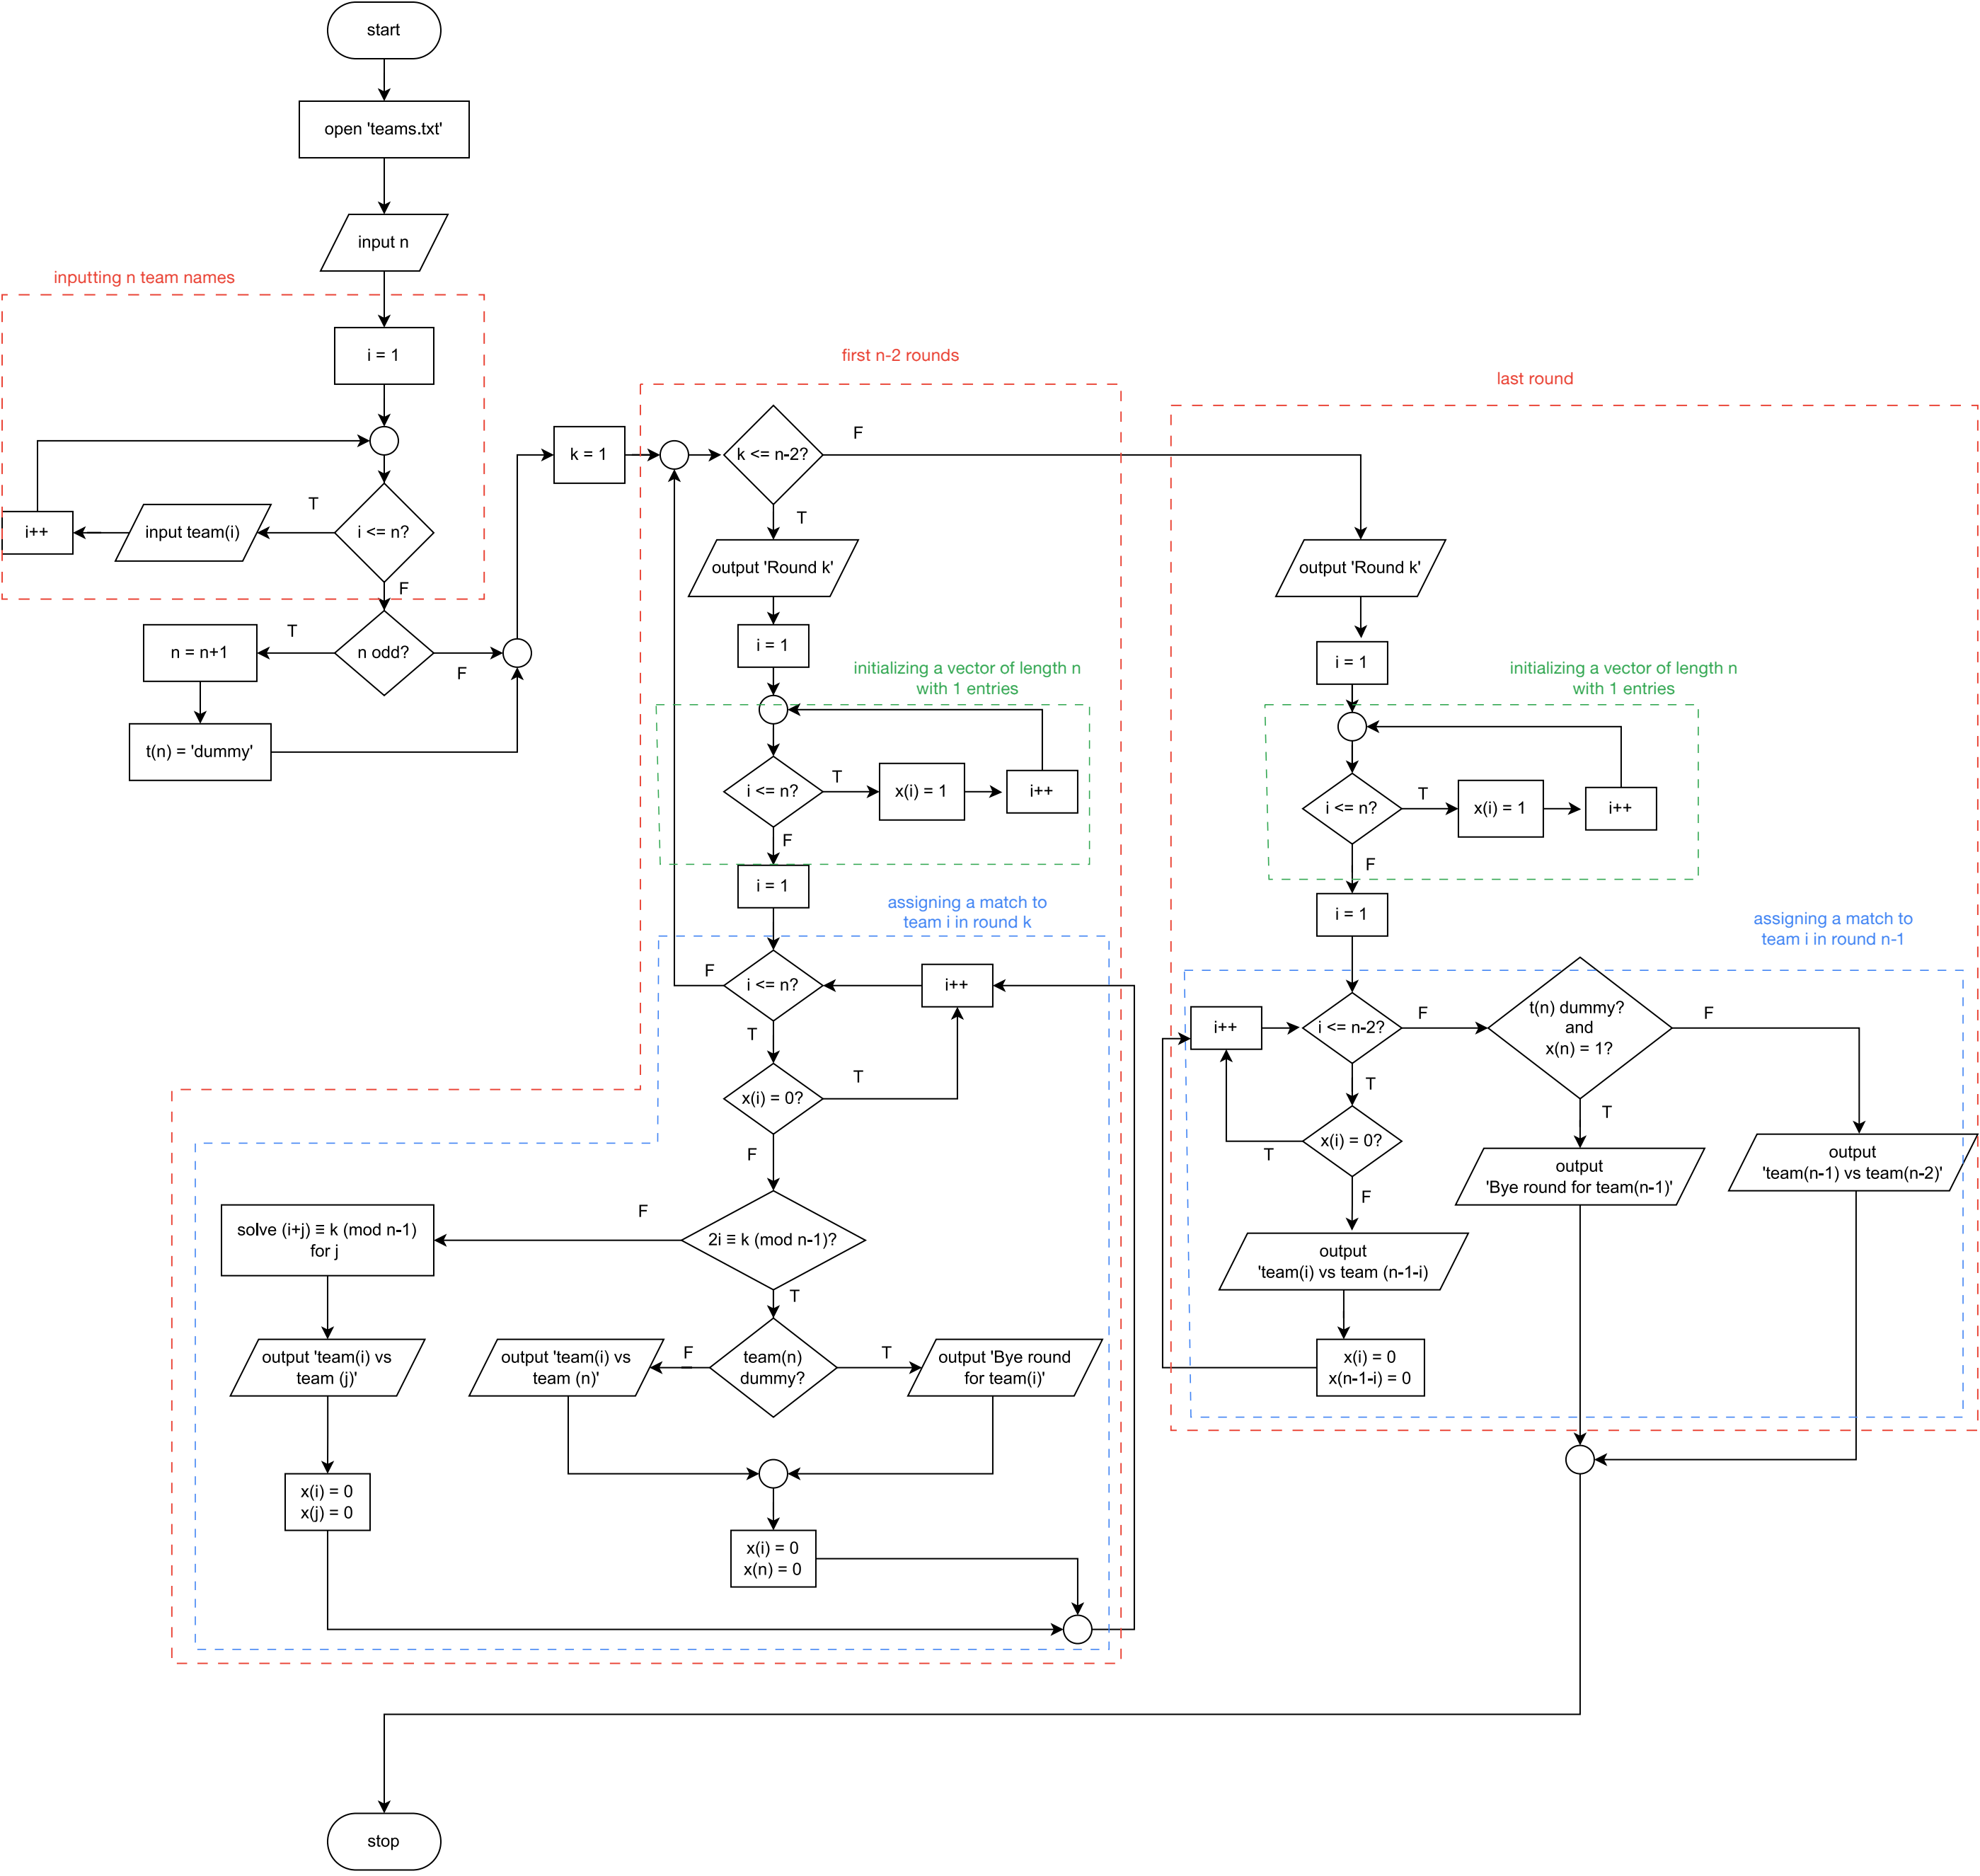 start
open 'teams.txt'
input n
inputting n team names
i = 1
i <= n?
T
input team(i)
i++
F
n odd?
T
n = n+1
t(n) = 'dummy'
F
k = 1
first n-2 rounds
k <= n-2?
F
T
output 'Round k'
i = 1
initializing a vector of length n
with 1 entries
i <= n?
T
x(i) = 1
i++
F
i = 1
assigning a match to
team i in round k
F
i <= n?
i++
T
x(i) = 0?
T
F
2i ≡ k (mod n-1)?
F
solve (i+j) ≡ k (mod n-1)
for j
T
output 'team(i) vs
team (j)'
output 'team(i) vs
team (n)'
F
team(n)
dummy?
T
output 'Bye round
for team(i)'
x(i) = 0
x(j) = 0
x(i) = 0
x(n) = 0
last round
output 'Round k'
i = 1
initializing a vector of length n
with 1 entries
i <= n?
T
x(i) = 1
i++
F
i = 1
assigning a match to
team i in round n-1
i++
i <= n-2?
F
t(n) dummy?
and
x(n) = 1?
F
T
T
x(i) = 0?
T
F
output
'Bye round for team(n-1)'
output
'team(n-1) vs team(n-2)'
output
'team(i) vs team (n-1-i)
x(i) = 0
x(n-1-i) = 0
stop